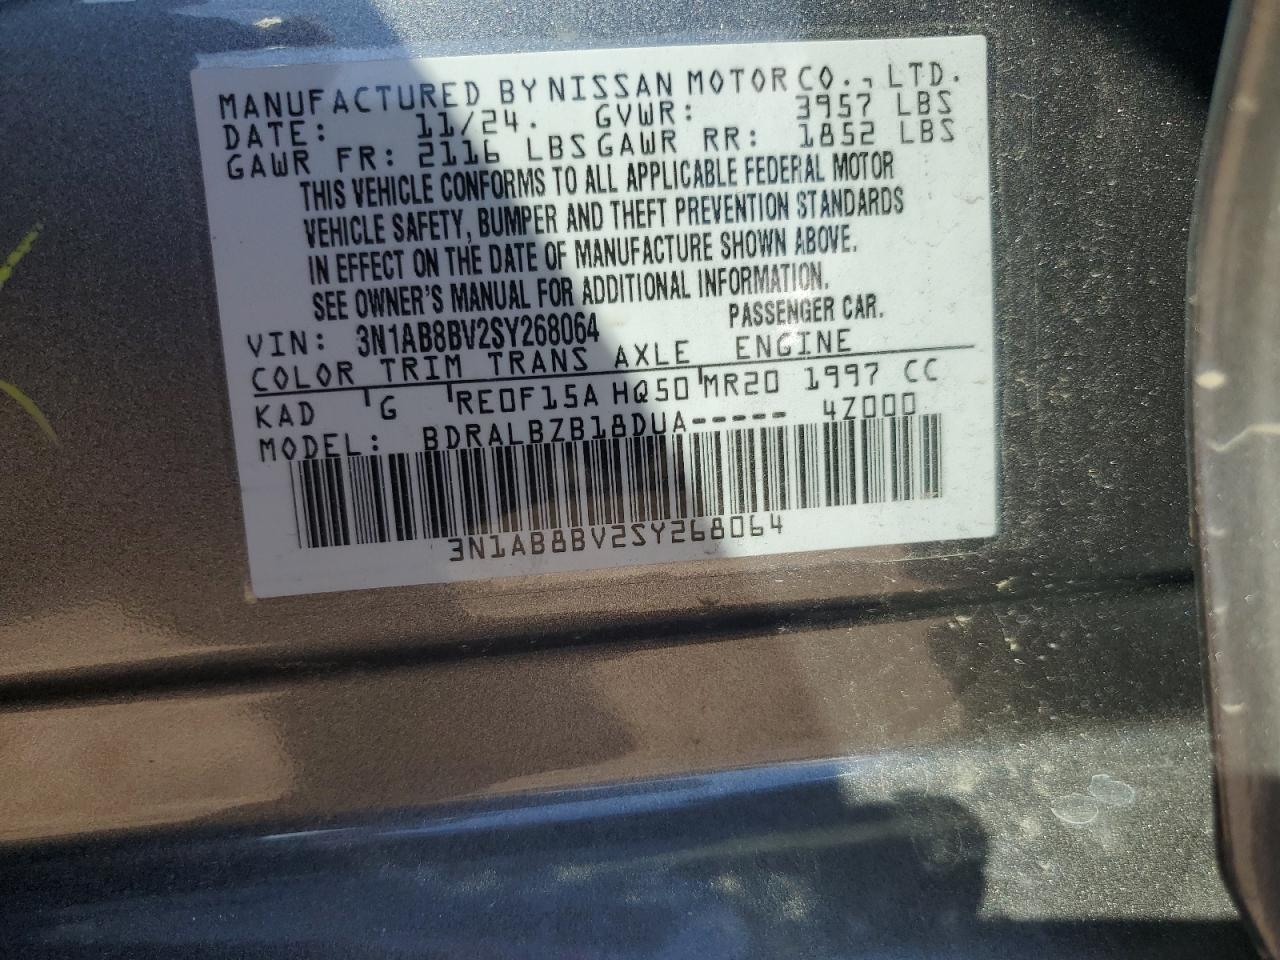 MANUFACTURED BY NISSAN MOTOR CO., LTD.
DATE: 11/24. GVWR: 3957 LBS
GAWR FR: 2116 LBS GAWR RR: 1852 LBS
THIS VEHICLE CONFORMS TO ALL APPLICABLE FEDERAL MOTOR
VEHICLE SAFETY, BUMPER AND THEFT PREVENTION STANDARDS
IN EFFECT ON THE DATE OF MANUFACTURE SHOWN ABOVE.
SEE OWNER'S MANUAL FOR ADDITIONAL INFORMATION.
VIN: 3N1AB8BV2SY268064 PASSENGER CAR.
COLOR TRIM TRANS AXLE ENGINE
KAD G RE0F15A HQ50 MR20 1997 CC
MODEL: BDRALBZB18DUA----- 4Z000
3N1AB8BV2SY268064